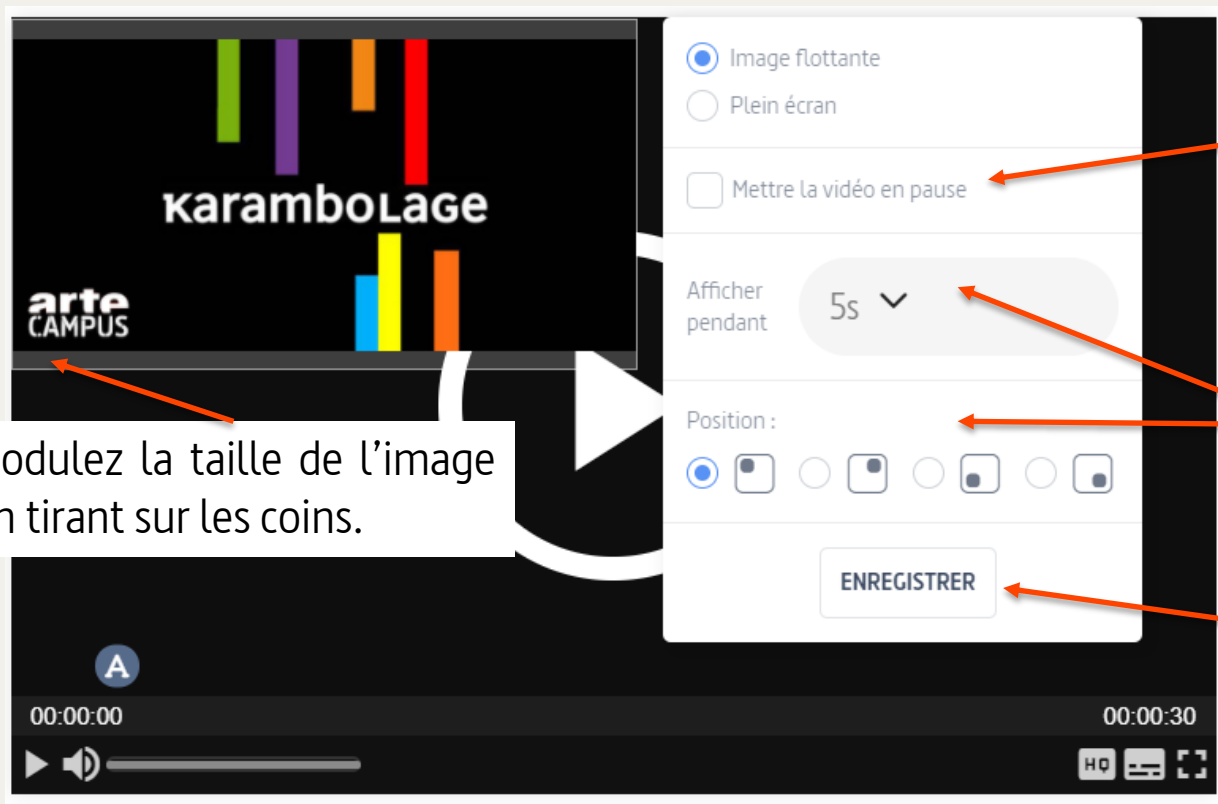 Image flottante
Plein écran
Mettre la vidéo en pause
Afficher
pendant
5s
Position :
ENREGISTRER
karambolage
arte
CAMPUS
odulez la taille de l’image
n tirant sur les coins.
A
00:00:00
00:00:30
HQ